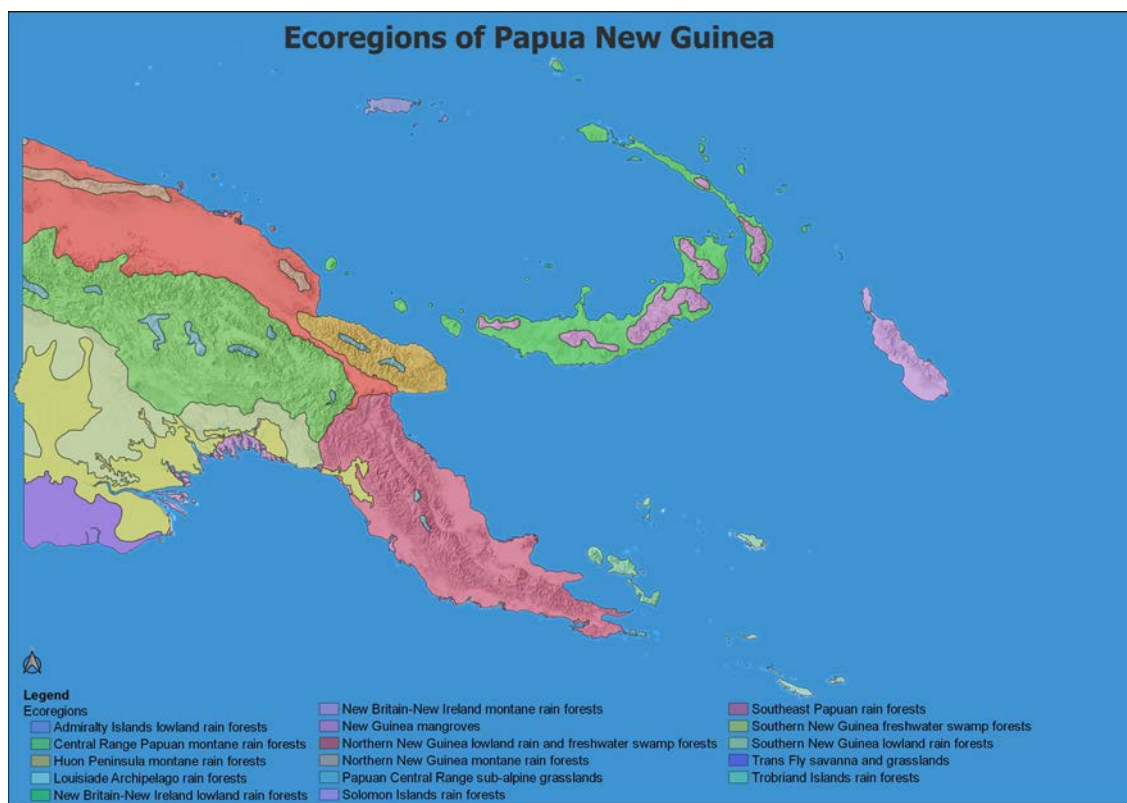 Ecoregions of Papua New Guinea
Legend
Ecoregions
Admiralty Islands lowland rain forests
Central Range Papuan montane rain forests
Huon Peninsula montane rain forests
Louisiade Archipelago rain forests
New Britain-New Ireland lowland rain forests
New Britain-New Ireland montane rain forests
New Guinea mangroves
Northern New Guinea lowland rain and freshwater swamp forests
Northern New Guinea montane rain forests
Papuan Central Range sub-alpine grasslands
Solomon Islands rain forests
Southeast Papuan rain forests
Southern New Guinea freshwater swamp forests
Southern New Guinea lowland rain forests
Trans Fly savanna and grasslands
Trobriand Islands rain forests